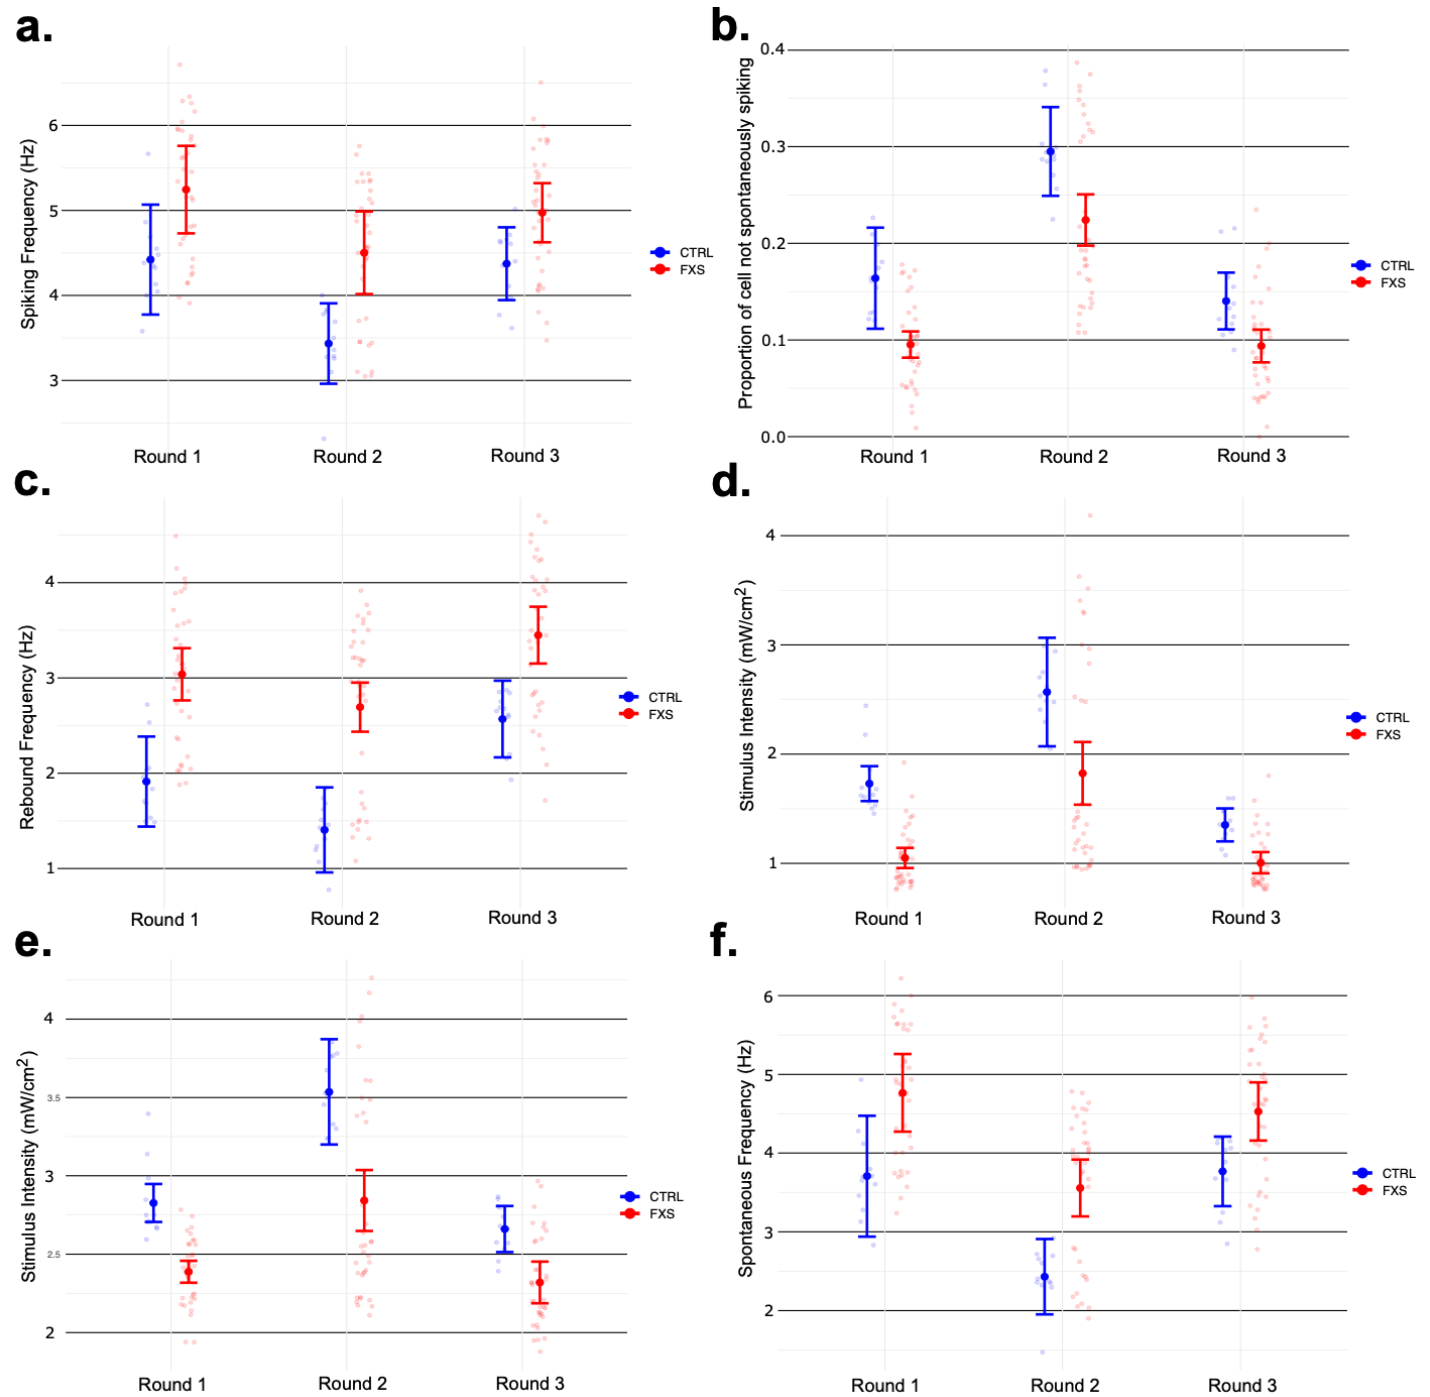 a.
Spiking Frequency (Hz)
6
5
4
3
Round 1
Round 2
Round 3
CTRL
FXS
b.
Proportion of cell not spontaneously spiking
0.4
0.3
0.2
0.1
0.0
Round 1
Round 2
Round 3
CTRL
FXS
c.
Rebound Frequency (Hz)
4
3
2
1
Round 1
Round 2
Round 3
CTRL
FXS
d.
Stimulus Intensity (mW/cm2)
4
3
2
1
Round 1
Round 2
Round 3
CTRL
FXS
e.
Stimulus Intensity (mW/cm2)
4
3.5
3
2.5
2
Round 1
Round 2
Round 3
CTRL
FXS
f.
Spontaneous Frequency (Hz)
6
5
4
3
2
Round 1
Round 2
Round 3
CTRL
FXS